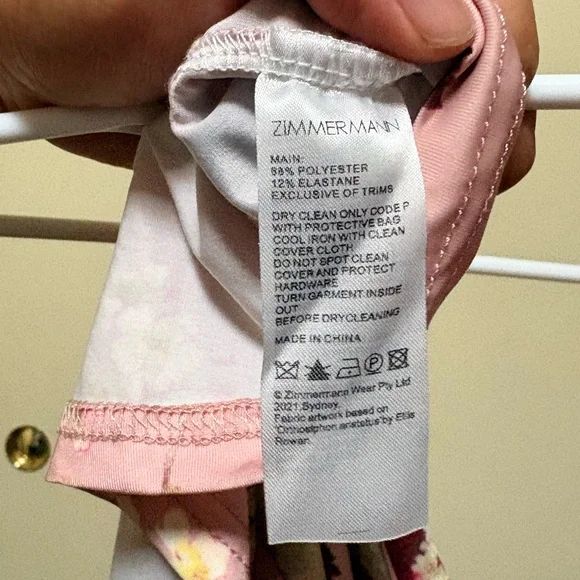 ZIMMERMANN
MAIN:
88% POLYESTER
12% ELASTANE
EXCLUSIVE OF TRIMS
DRY CLEAN ONLY CODE P
WITH PROTECTIVE BAG
COOL IRON WITH CLEAN
COVER CLOTH
DO NOT SPOT CLEAN
COVER AND PROTECT
HARDWARE
TURN GARMENT INSIDE
OUT
BEFORE DRYCLEANING
MADE IN CHINA
P
© Zimmermann Wear Pty Ltd
2021 Sydney.
Fabric artwork based on
'Orthosiphon aristatus' by Ellis
Rowan.